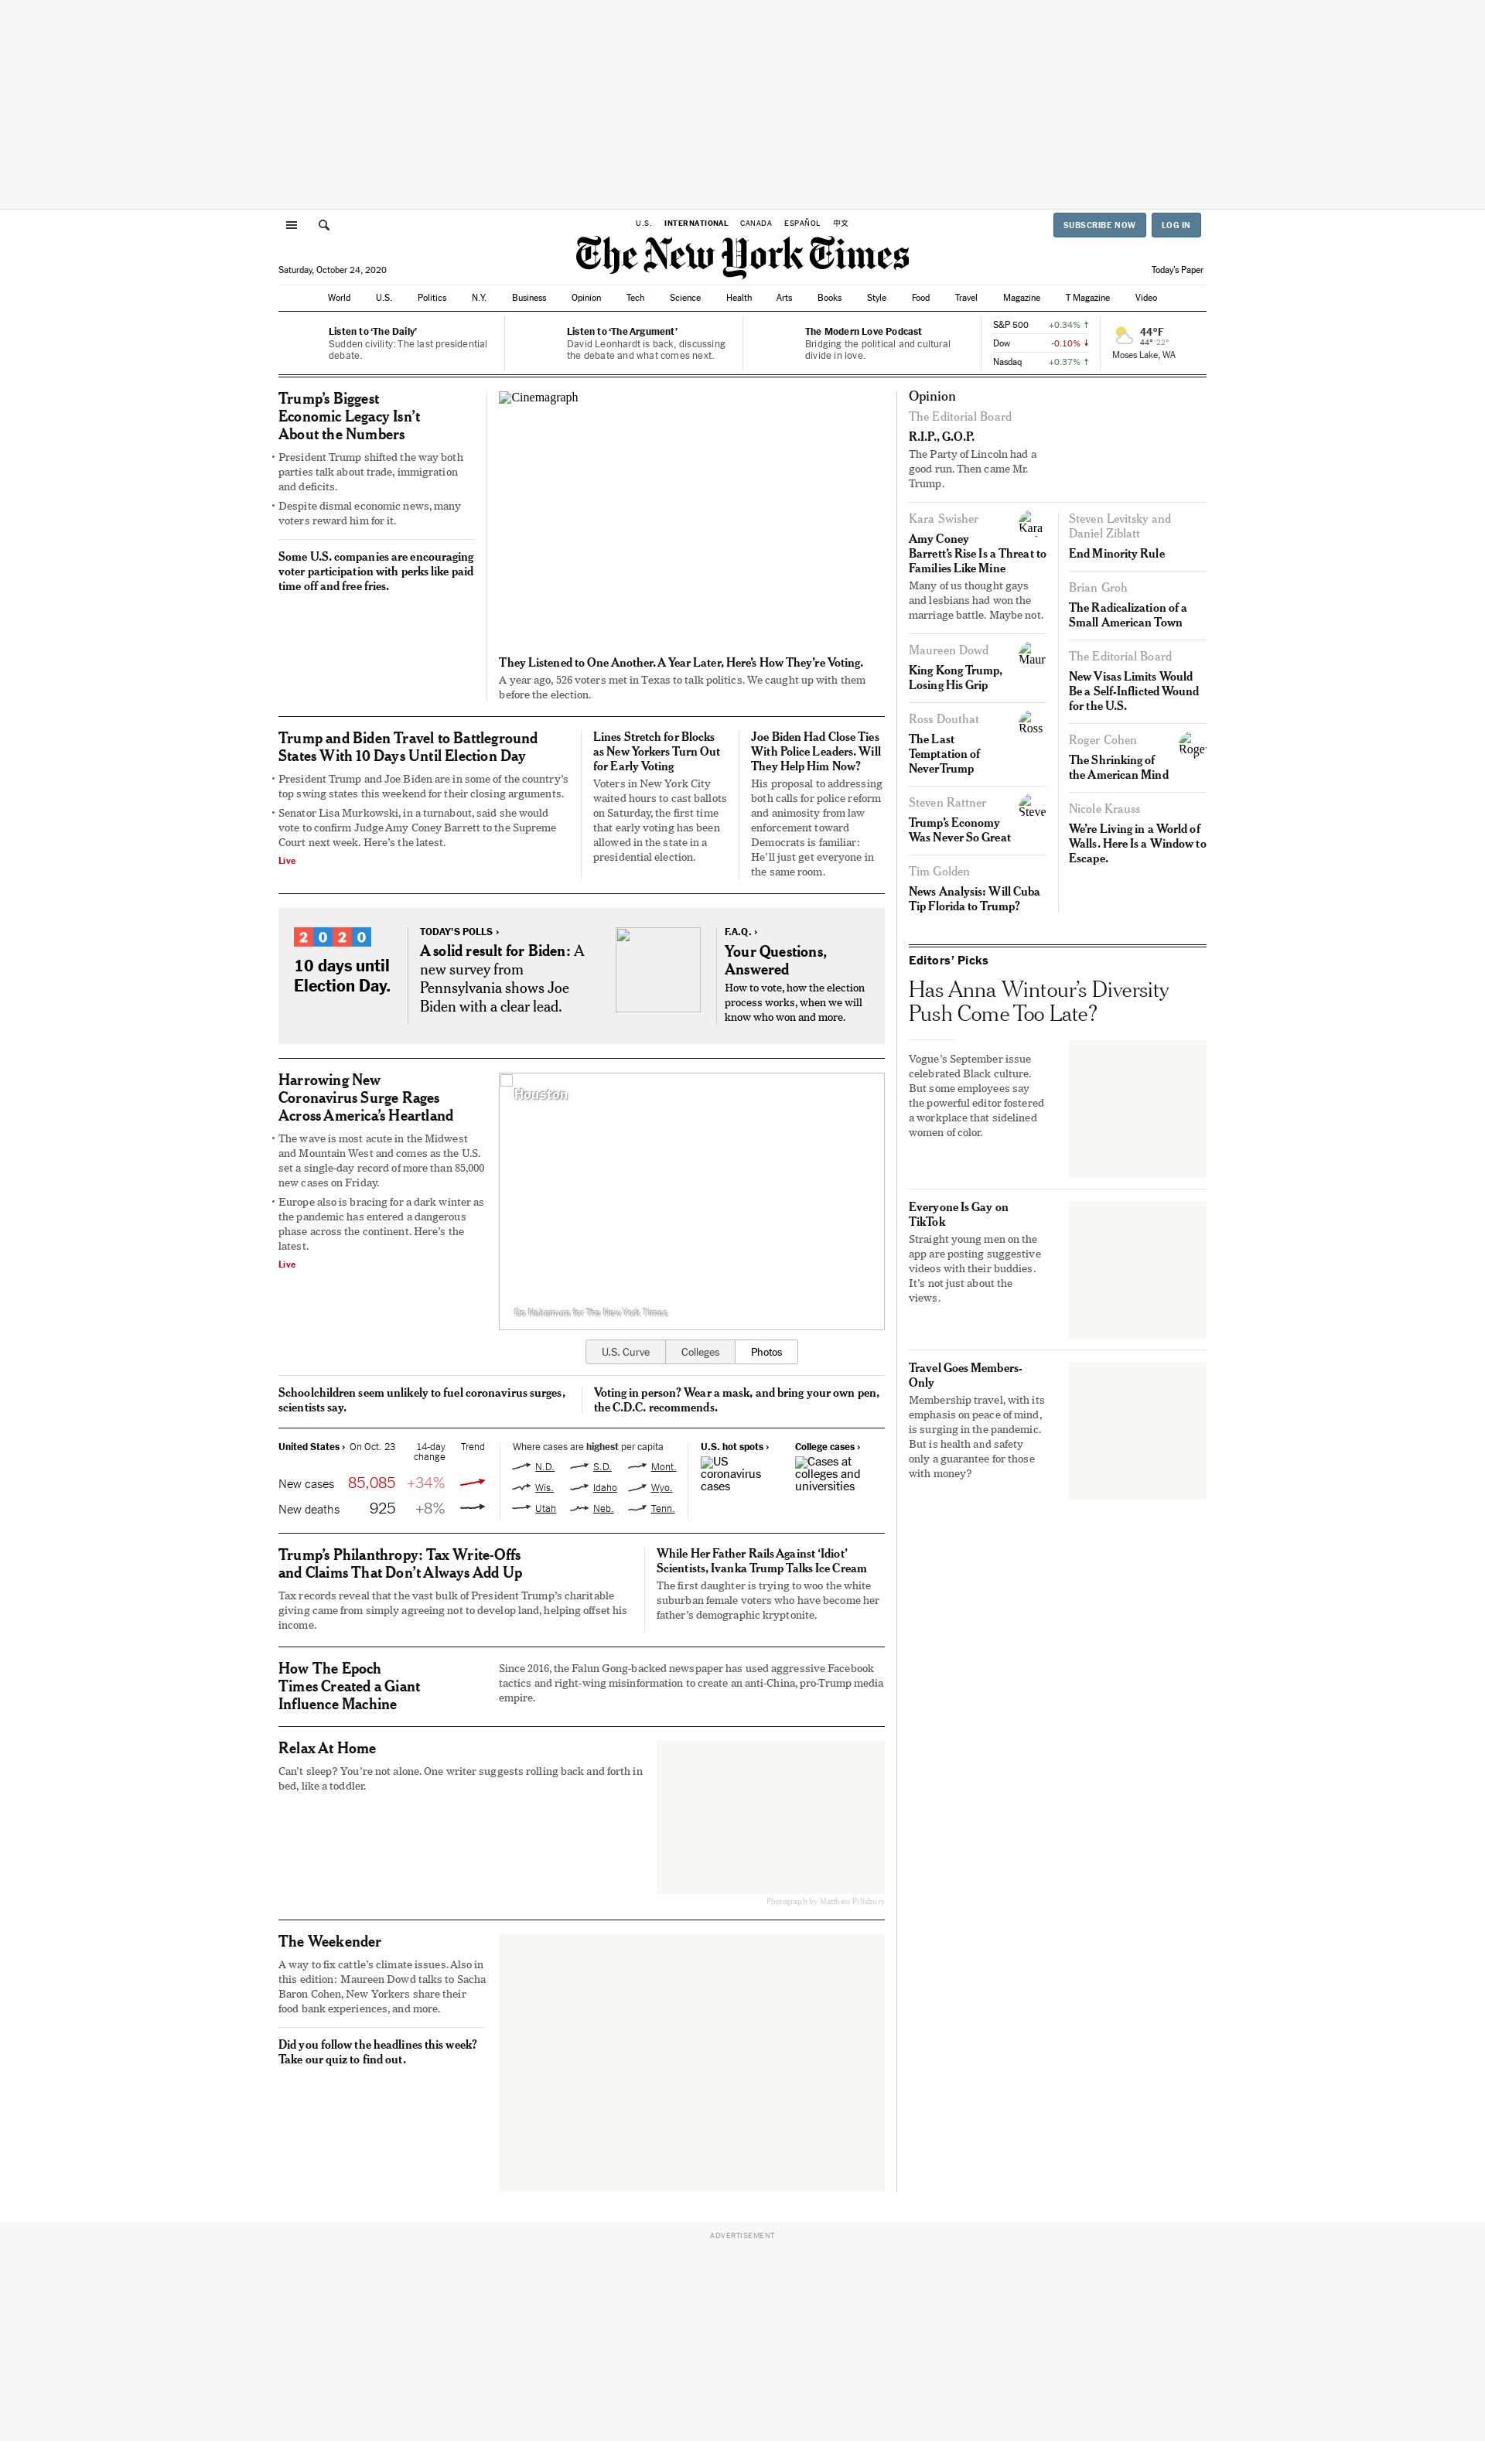 U.S. INTERNATIONAL CANADA ESPAÑOL 中文
SUBSCRIBE NOW LOG IN
The New York Times
Saturday, October 24, 2020
Today's Paper
World U.S. Politics N.Y. Business Opinion Tech Science Health Arts Books Style Food Travel Magazine T Magazine Video
Listen to ‘The Daily’
Sudden civility: The last presidential
debate.
Listen to ‘The Argument’
David Leonhardt is back, discussing
the debate and what comes next.
The Modern Love Podcast
Bridging the political and cultural
divide in love.
S&P 500 +0.34% ↑
Dow -0.10% ↓
Nasdaq +0.37% ↑
44°F
44° 22°
Moses Lake, WA
Trump’s Biggest
Economic Legacy Isn’t
About the Numbers
• President Trump shifted the way both
parties talk about trade, immigration
and deficits.
• Despite dismal economic news, many
voters reward him for it.
Some U.S. companies are encouraging
voter participation with perks like paid
time off and free fries.
Cinemagraph
They Listened to One Another. A Year Later, Here’s How They’re Voting.
A year ago, 526 voters met in Texas to talk politics. We caught up with them
before the election.
Trump and Biden Travel to Battleground
States With 10 Days Until Election Day
• President Trump and Joe Biden are in some of the country’s
top swing states this weekend for their closing arguments.
• Senator Lisa Murkowski, in a turnabout, said she would
vote to confirm Judge Amy Coney Barrett to the Supreme
Court next week. Here’s the latest.
Live
Lines Stretch for Blocks
as New Yorkers Turn Out
for Early Voting
Voters in New York City
waited hours to cast ballots
on Saturday, the first time
that early voting has been
allowed in the state in a
presidential election.
Joe Biden Had Close Ties
With Police Leaders. Will
They Help Him Now?
His proposal to addressing
both calls for police reform
and animosity from law
enforcement toward
Democrats is familiar:
He’ll just get everyone in
the same room.
2020
10 days until
Election Day.
TODAY’S POLLS ›
A solid result for Biden: A
new survey from
Pennsylvania shows Joe
Biden with a clear lead.
F.A.Q. ›
Your Questions,
Answered
How to vote, how the election
process works, when we will
know who won and more.
Harrowing New
Coronavirus Surge Rages
Across America’s Heartland
• The wave is most acute in the Midwest
and Mountain West and comes as the U.S.
set a single-day record of more than 85,000
new cases on Friday.
• Europe also is bracing for a dark winter as
the pandemic has entered a dangerous
phase across the continent. Here’s the
latest.
Live
Houston
Go Nakamura for The New York Times
U.S. Curve Colleges Photos
Schoolchildren seem unlikely to fuel coronavirus surges,
scientists say.
Voting in person? Wear a mask, and bring your own pen,
the C.D.C. recommends.
United States › On Oct. 23 14-day Trend
change
New cases 85,085 +34%
New deaths 925 +8%
Where cases are highest per capita
N.D. S.D. Mont.
Wis. Idaho Wyo.
Utah Neb. Tenn.
U.S. hot spots ›
US
coronavirus
cases
College cases ›
Cases at
colleges and
universities
Trump’s Philanthropy: Tax Write-Offs
and Claims That Don’t Always Add Up
Tax records reveal that the vast bulk of President Trump’s charitable
giving came from simply agreeing not to develop land, helping offset his
income.
While Her Father Rails Against ‘Idiot’
Scientists, Ivanka Trump Talks Ice Cream
The first daughter is trying to woo the white
suburban female voters who have become her
father’s demographic kryptonite.
How The Epoch
Times Created a Giant
Influence Machine
Since 2016, the Falun Gong-backed newspaper has used aggressive Facebook
tactics and right-wing misinformation to create an anti-China, pro-Trump media
empire.
Relax At Home
Can’t sleep? You’re not alone. One writer suggests rolling back and forth in
bed, like a toddler.
Photograph by Matthew Pillsbury
The Weekender
A way to fix cattle’s climate issues. Also in
this edition: Maureen Dowd talks to Sacha
Baron Cohen, New Yorkers share their
food bank experiences, and more.
Did you follow the headlines this week?
Take our quiz to find out.
Opinion
The Editorial Board
R.I.P., G.O.P.
The Party of Lincoln had a
good run. Then came Mr.
Trump.
Kara Swisher
Kara
Amy Coney
Barrett’s Rise Is a Threat to
Families Like Mine
Many of us thought gays
and lesbians had won the
marriage battle. Maybe not.
Maureen Dowd
Maur
King Kong Trump,
Losing His Grip
Ross Douthat
Ross
The Last
Temptation of
NeverTrump
Steven Rattner
Steve
Trump’s Economy
Was Never So Great
Tim Golden
News Analysis: Will Cuba
Tip Florida to Trump?
Steven Levitsky and
Daniel Ziblatt
End Minority Rule
Brian Groh
The Radicalization of a
Small American Town
The Editorial Board
New Visas Limits Would
Be a Self-Inflicted Wound
for the U.S.
Roger Cohen
Roge
The Shrinking of
the American Mind
Nicole Krauss
We’re Living in a World of
Walls. Here Is a Window to
Escape.
Editors’ Picks
Has Anna Wintour’s Diversity
Push Come Too Late?
Vogue’s September issue
celebrated Black culture.
But some employees say
the powerful editor fostered
a workplace that sidelined
women of color.
Everyone Is Gay on
TikTok
Straight young men on the
app are posting suggestive
videos with their buddies.
It’s not just about the
views.
Travel Goes Members-
Only
Membership travel, with its
emphasis on peace of mind,
is surging in the pandemic.
But is health and safety
only a guarantee for those
with money?
ADVERTISEMENT